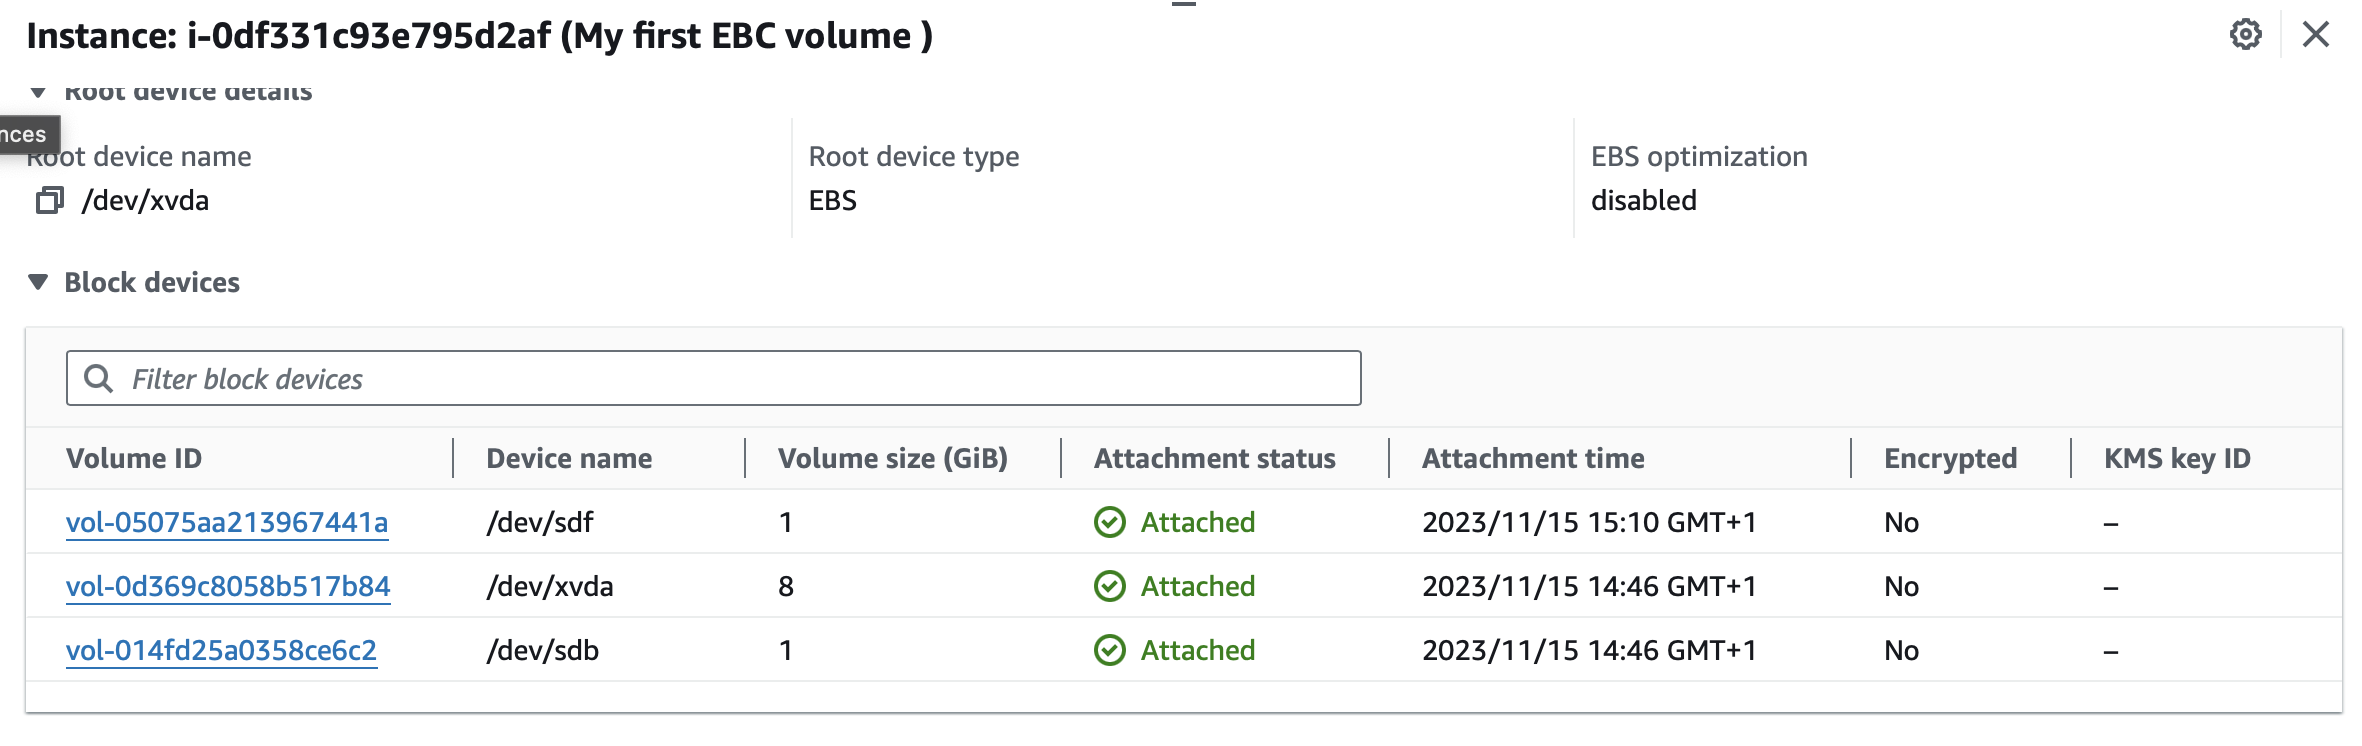 Instance: i-0df331c93e795d2af (My first EBC volume )
Root device details
nces
Root device name
/dev/xvda
Root device type
EBS
EBS optimization
disabled
Block devices
Filter block devices
Volume ID Device name Volume size (GiB) Attachment status Attachment time Encrypted KMS key ID
vol-05075aa213967441a /dev/sdf 1 Attached 2023/11/15 15:10 GMT+1 No –
vol-0d369c8058b517b84 /dev/xvda 8 Attached 2023/11/15 14:46 GMT+1 No –
vol-014fd25a0358ce6c2 /dev/sdb 1 Attached 2023/11/15 14:46 GMT+1 No –